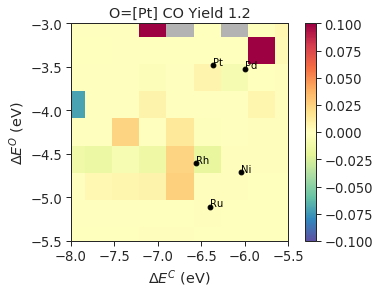 O=[Pt] CO Yield 1.2
ΔE^O (eV)
−3.0
−3.5
−4.0
−4.5
−5.0
−5.5
Pt
Pd
Rh
Ni
Ru
−8.0 −7.5 −7.0 −6.5 −6.0 −5.5
ΔE^C (eV)
0.100
0.075
0.050
0.025
0.000
−0.025
−0.050
−0.075
−0.100